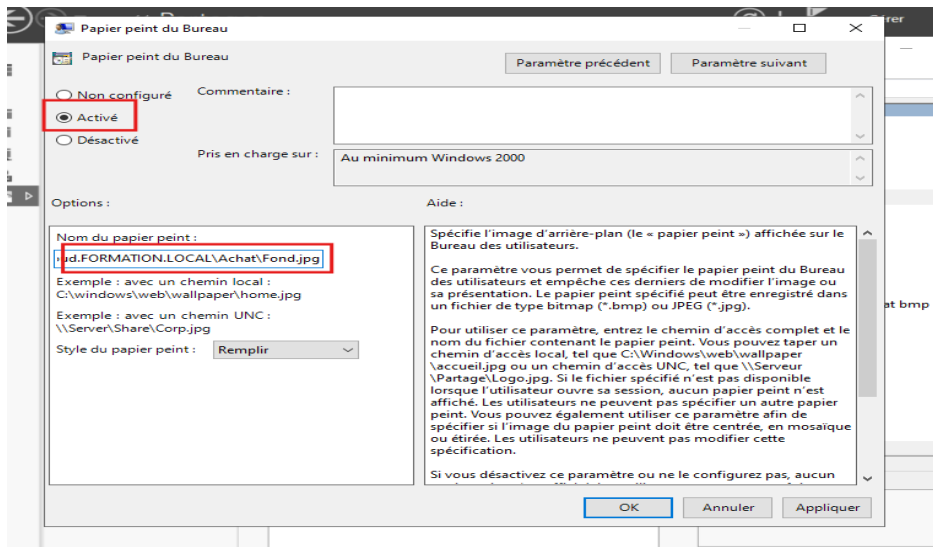 Papier peint du Bureau
Papier peint du Bureau
Paramètre précédent
Paramètre suivant
Non configuré
Activé
Désactivé
Commentaire :
Pris en charge sur :
Au minimum Windows 2000
Options :
Aide :
Nom du papier peint :
ud.FORMATION.LOCAL\Achat\Fond.jpg
Exemple : avec un chemin local :
C:\windows\web\wallpaper\home.jpg
Exemple : avec un chemin UNC :
\\Server\Share\Corp.jpg
Style du papier peint :
Remplir
Spécifie l'image d'arrière-plan (le « papier peint ») affichée sur le
Bureau des utilisateurs.
Ce paramètre vous permet de spécifier le papier peint du Bureau
des utilisateurs et empêche ces derniers de modifier l'image ou
sa présentation. Le papier peint spécifié peut être enregistré dans
un fichier de type bitmap (*.bmp) ou JPEG (*.jpg).
Pour utiliser ce paramètre, entrez le chemin d'accès complet et le
nom du fichier contenant le papier peint. Vous pouvez taper un
chemin d'accès local, tel que C:\Windows\web\wallpaper
\accueil.jpg ou un chemin d'accès UNC, tel que \\Serveur
\Partage\Logo.jpg. Si le fichier spécifié n'est pas disponible
lorsque l'utilisateur ouvre sa session, aucun papier peint n'est
affiché. Les utilisateurs ne peuvent pas spécifier un autre papier
peint. Vous pouvez également utiliser ce paramètre afin de
spécifier si l'image du papier peint doit être centrée, en mosaïque
ou étirée. Les utilisateurs ne peuvent pas modifier cette
spécification.
Si vous désactivez ce paramètre ou ne le configurez pas, aucun
at bmp
OK
Annuler
Appliquer